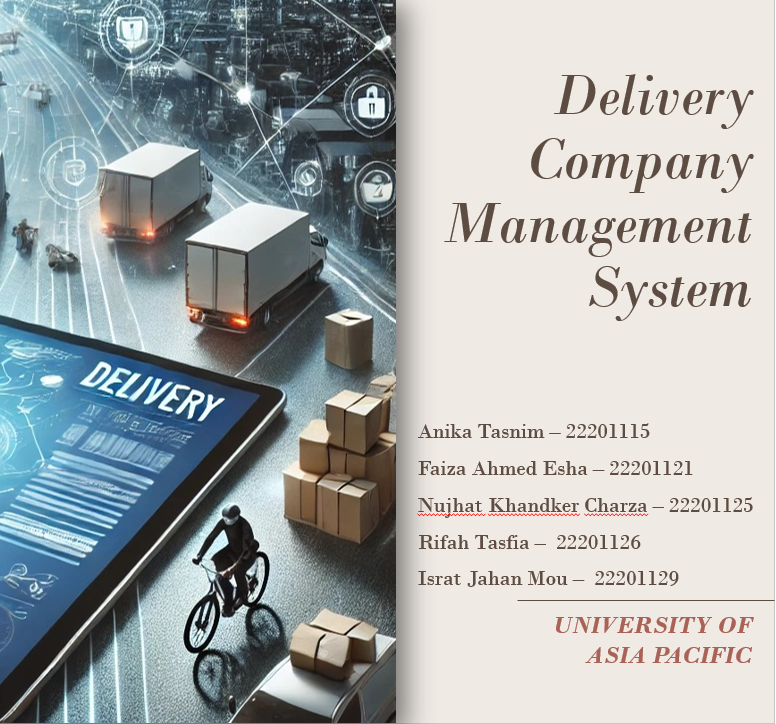 Delivery
Company
Management
System
DELIVERY
Anika Tasnim – 22201115
Faiza Ahmed Esha – 22201121
Nujhat Khandker Charza – 22201125
Rifah Tasfia –  22201126
Israt Jahan Mou –  22201129
UNIVERSITY OF
ASIA PACIFIC